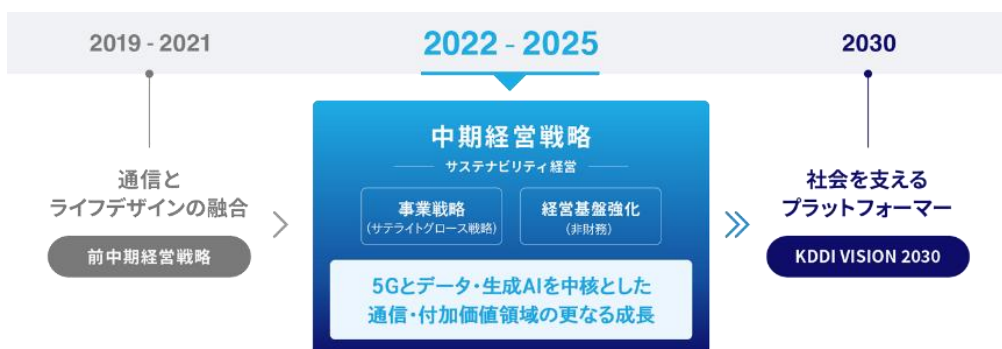 2019 - 2021
2022 - 2025
2030
通信と
ライフデザインの融合
前中期経営戦略
中期経営戦略
サステナビリティ経営
事業戦略
(サテライトグロース戦略)
経営基盤強化
(非財務)
5Gとデータ・生成AIを中核とした
通信・付加価値領域の更なる成長
社会を支える
プラットフォーマー
KDDI VISION 2030